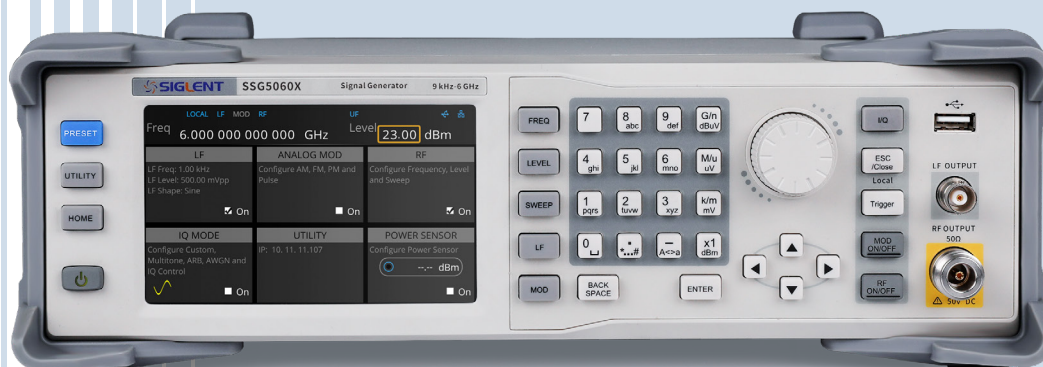 SIGLENT SSG5060X Signal Generator 9 kHz-6 GHz
LOCAL LF MOD RF UF
Freq 6.000 000 000 000 GHz Level 23.00 dBm
LF
LF Freq: 1.00 kHz
LF Level: 500.00 mVpp
LF Shape: Sine
On
ANALOG MOD
Configure AM, FM, PM and
Pulse
On
RF
Configure Frequency, Level
and Sweep
On
IQ MODE
Configure Custom,
Multitone, ARB, AWGN and
IQ Control
On
UTILITY
IP: 10. 11. 11.107
POWER SENSOR
Configure Power Sensor
--.-- dBm
On
PRESET
UTILITY
HOME
FREQ
LEVEL
SWEEP
LF
MOD
7
8 abc
9 def
G/n
dBuV
4 ghi
5 jkl
6 mno
M/u
uV
1
pqrs
2
tuvw
3
xyz
k/m
mV
0
.
*...#
—
A<>a
x1
dBm
BACK
SPACE
ENTER
I/Q
ESC
/Close
Local
Trigger
MOD
ON/OFF
RF
ON/OFF
LF OUTPUT
RF OUTPUT
50Ω
50V DC